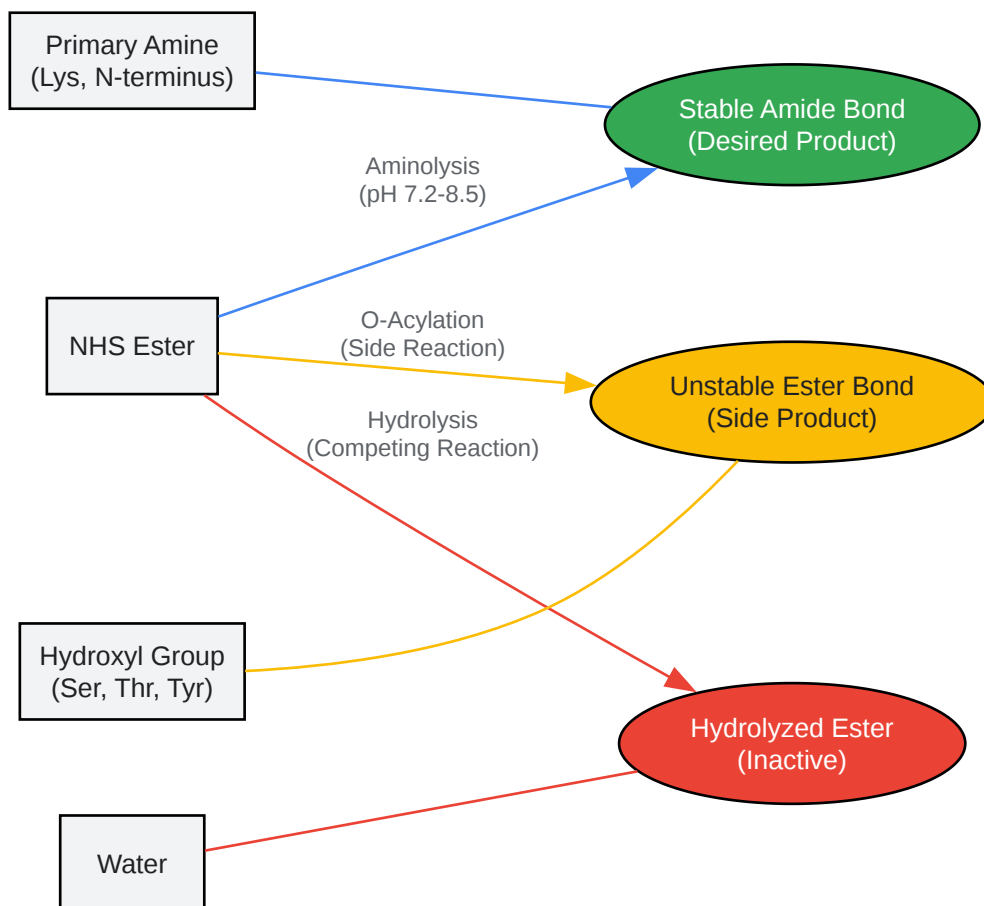 Primary Amine
(Lys, N-terminus)
Stable Amide Bond
(Desired Product)
Aminolysis
(pH 7.2-8.5)
NHS Ester
O-Acylation
(Side Reaction)
Unstable Ester Bond
(Side Product)
Hydrolysis
(Competing Reaction)
Hydroxyl Group
(Ser, Thr, Tyr)
Hydrolyzed Ester
(Inactive)
Water